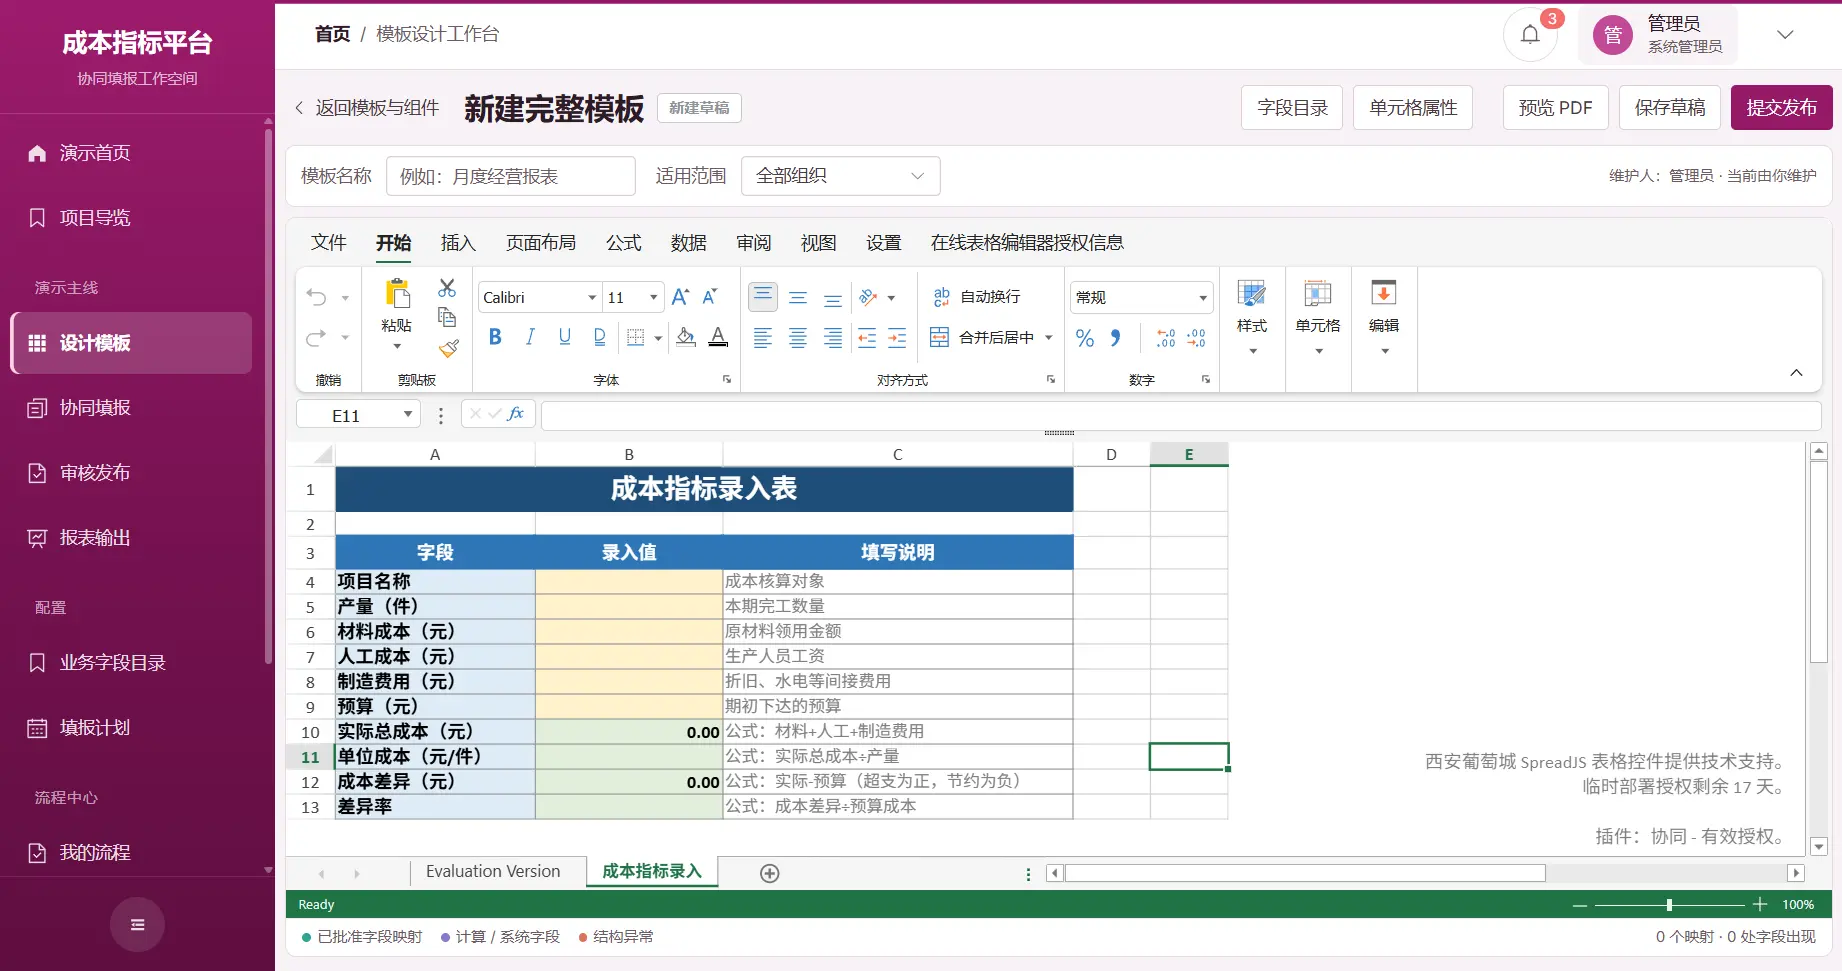 成本指标平台
协同填报工作空间
演示首页
项目导览
演示主线
设计模板
协同填报
审核发布
报表输出
配置
业务字段目录
填报计划
流程中心
我的流程
首页 / 模板设计工作台
3
管
管理员
系统管理员
返回模板与组件
新建完整模板
新建草稿
字段目录
单元格属性
预览 PDF
保存草稿
提交发布
模板名称
例如：月度经营报表
适用范围
全部组织
维护人：管理员 · 当前由你维护
文件 开始 插入 页面布局 公式 数据 审阅 视图 设置 在线表格编辑器授权信息
撤销
粘贴
剪贴板
Calibri
11
B I U D
字体
自动换行
合并后居中
对齐方式
常规
数字
样式
单元格
编辑
E11
fx
A B C D E
1 成本指标录入表
2
3 字段 录入值 填写说明
4 项目名称 成本核算对象
5 产量（件） 本期完工数量
6 材料成本（元） 原材料领用金额
7 人工成本（元） 生产人员工资
8 制造费用（元） 折旧、水电等间接费用
9 预算（元） 期初下达的预算
10 实际总成本（元） 0.00 公式：材料+人工+制造费用
11 单位成本（元/件） 公式：实际总成本÷产量
12 成本差异（元） 0.00 公式：实际-预算（超支为正，节约为负）
13 差异率 公式：成本差异÷预算成本
西安葡萄城 SpreadJS 表格控件提供技术支持。
临时部署授权剩余 17 天。
插件：协同 - 有效授权。
Evaluation Version
成本指标录入
Ready
100%
已批准字段映射
计算 / 系统字段
结构异常
0 个映射 · 0 处字段出现